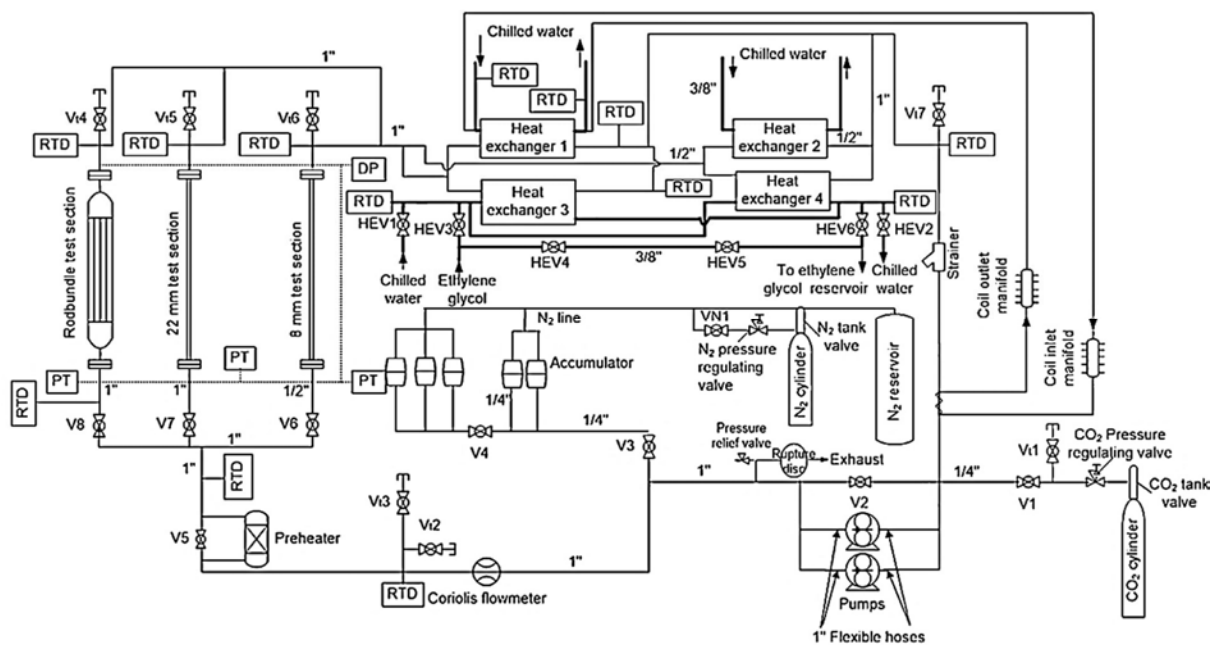 Chilled water
Chilled water
1"
RTD
RTD
3/8"
1"
Vt4
Vt5
Vt6
RTD
Vt7
RTD
RTD
RTD
1"
Heat
exchanger 1
Heat
exchanger 2
1/2"
RTD
DP
1/2"
RTD
Heat
exchanger 3
RTD
Heat
exchanger 4
RTD
HEV1
HEV3
HEV6
HEV2
HEV4
3/8"
HEV5
Strainer
Chilled
water
Ethylene
glycol
To ethylene
glycol reservoir
Chilled
water
Rodbundle test section
22 mm test section
8 mm test section
Coil outlet
manifold
Coil inlet
manifold
N2 line
VN1
N2 tank
valve
N2 pressure
regulating
valve
N2 cylinder
N2 reservoir
Accumulator
PT
PT
PT
RTD
1"
1"
1/2"
1/4"
V8
V7
V6
V4
1/4"
V3
1"
1"
RTD
Pressure
relief valve
Rupture
disc
Exhaust
Vt1
CO2 Pressure
regulating valve
1"
V2
1/4"
V1
CO2 tank
valve
CO2 cylinder
V5
Preheater
Vt3
Vt2
1"
RTD
Coriolis flowmeter
Pumps
1" Flexible hoses